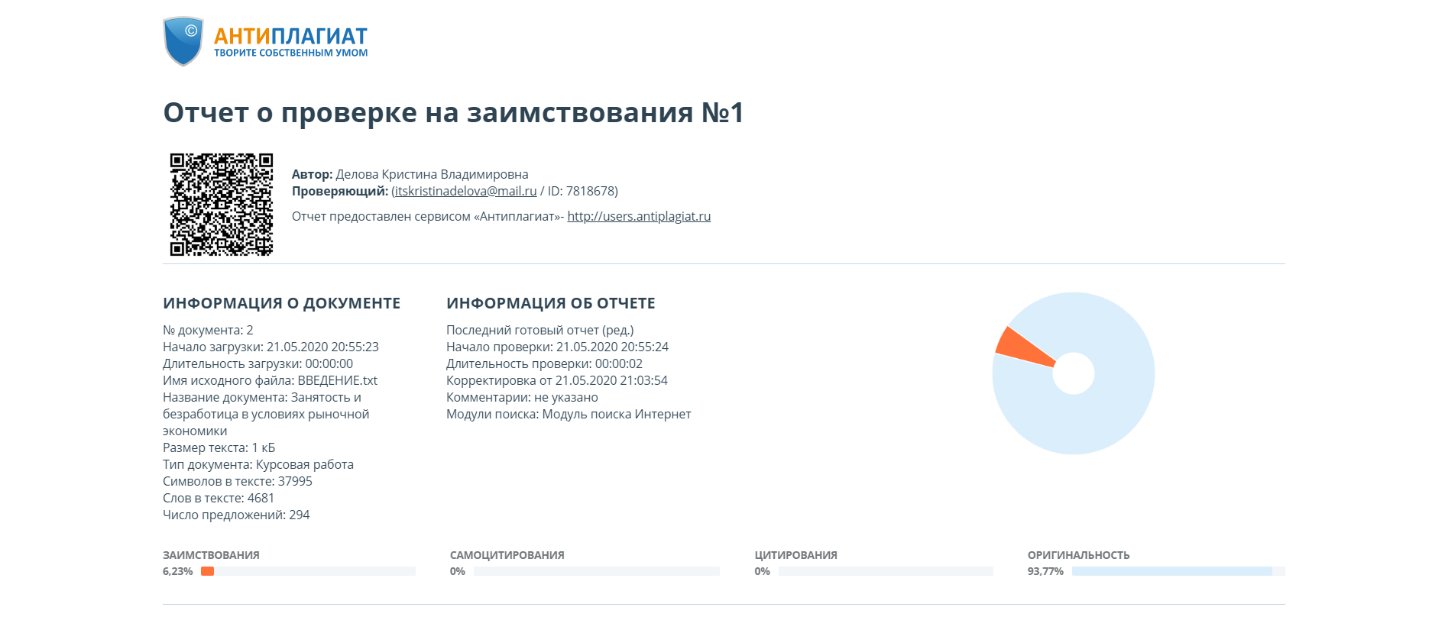 ©
АНТИПЛАГИАТ
ТВОРИТЕ СОБСТВЕННЫМ УМОМ
Отчет о проверке на заимствования №1
Автор: Делова Кристина Владимировна
Проверяющий: (itskristinadelova@mail.ru / ID: 7818678)
Отчет предоставлен сервисом «Антиплагиат»- http://users.antiplagiat.ru
ИНФОРМАЦИЯ О ДОКУМЕНТЕ
№ документа: 2
Начало загрузки: 21.05.2020 20:55:23
Длительность загрузки: 00:00:00
Имя исходного файла: ВВЕДЕНИЕ.txt
Название документа: Занятость и
безработица в условиях рыночной
экономики
Размер текста: 1 кБ
Тип документа: Курсовая работа
Символов в тексте: 37995
Слов в тексте: 4681
Число предложений: 294
ИНФОРМАЦИЯ ОБ ОТЧЕТЕ
Последний готовый отчет (ред.)
Начало проверки: 21.05.2020 20:55:24
Длительность проверки: 00:00:02
Корректировка от 21.05.2020 21:03:54
Комментарии: не указано
Модули поиска: Модуль поиска Интернет
ЗАИМСТВОВАНИЯ
6,23%
САМОЦИТИРОВАНИЯ
0%
ЦИТИРОВАНИЯ
0%
ОРИГИНАЛЬНОСТЬ
93,77%